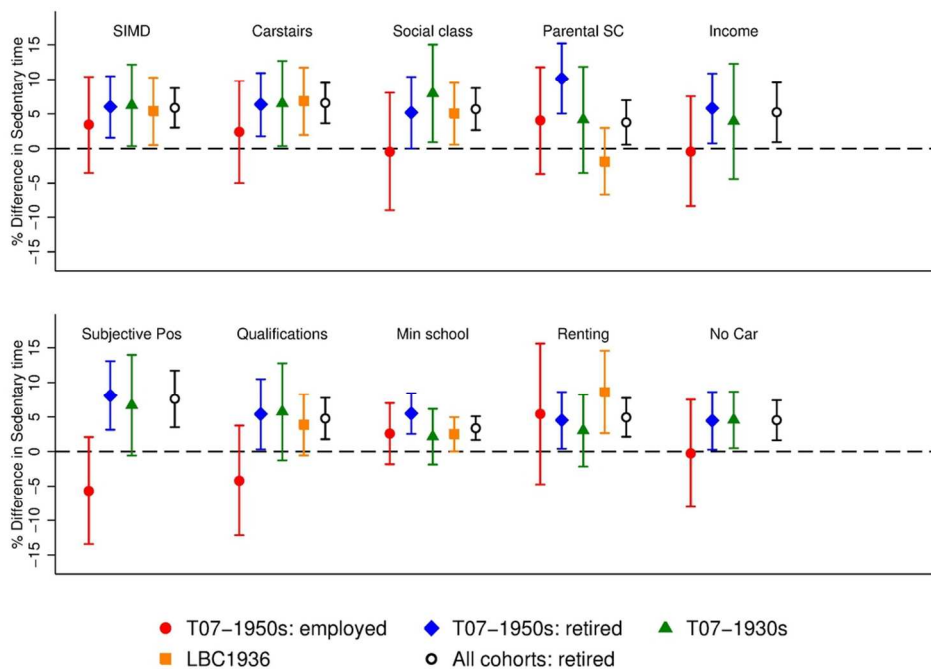 SIMD Carstairs Social class Parental SC Income
% Difference in Sedentary time
15
10
5
0
−5
−10
−15
Subjective Pos Qualifications Min school Renting No Car
% Difference in Sedentary time
15
10
5
0
−5
−10
−15
T07−1950s: employed T07−1950s: retired T07−1930s
LBC1936 All cohorts: retired